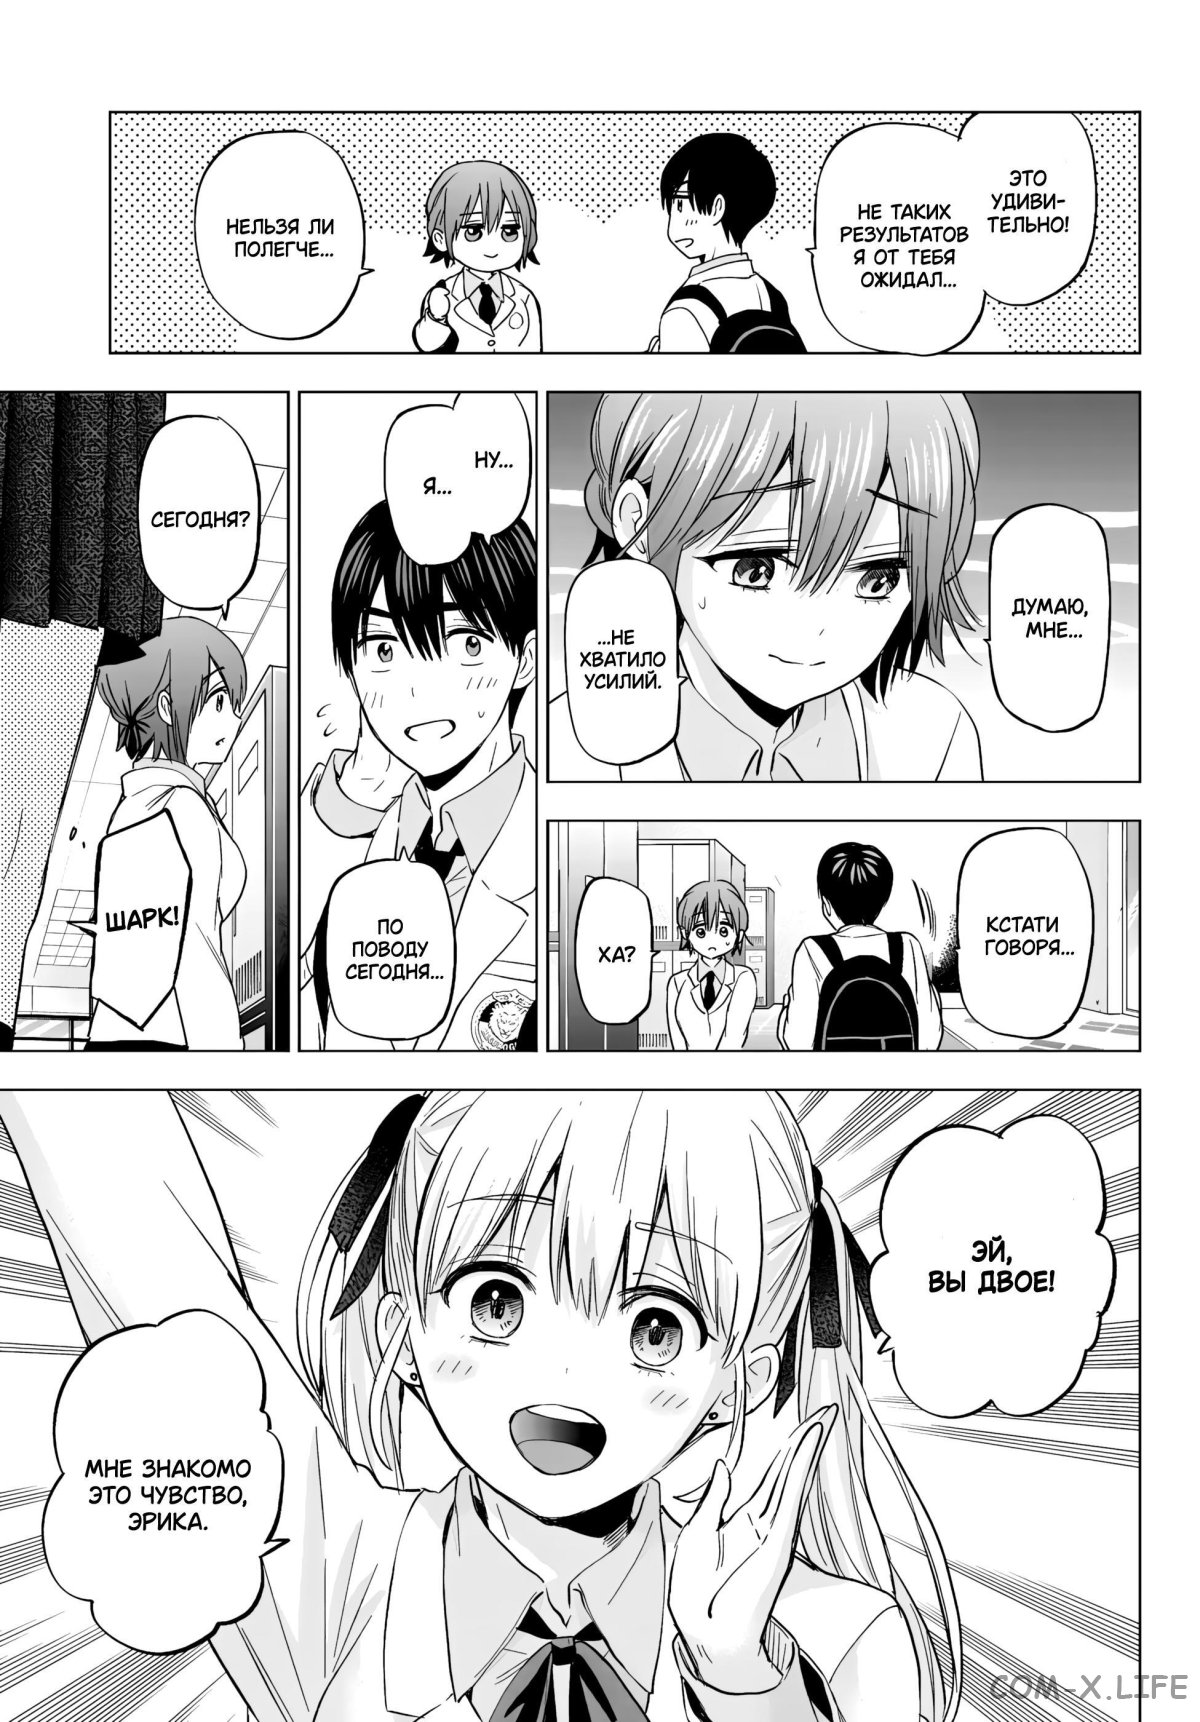 ЭТО
УДИВИ-
ТЕЛЬНО!
НЕ ТАКИХ
РЕЗУЛЬТАТОВ
Я ОТ ТЕБЯ
ОЖИДАЛ...
НЕЛЬЗЯ ЛИ
ПОЛЕГЧЕ...
ДУМАЮ,
МНЕ...
...НЕ
ХВАТИЛО
УСИЛИЙ.
КСТАТИ
ГОВОРЯ...
ХА?
НУ...
Я...
ПО
ПОВОДУ
СЕГОДНЯ...
СЕГОДНЯ?
ШАРК!
ЭЙ,
ВЫ ДВОЕ!
МНЕ ЗНАКОМО
ЭТО ЧУВСТВО,
ЭРИКА.
COM-X.LIFE